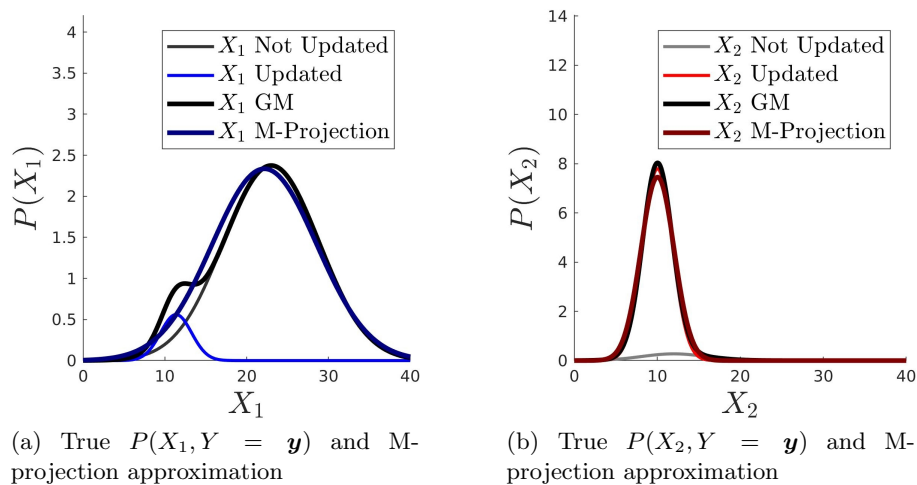 4
3.5
3
2.5
2
1.5
1
0.5
0
P(X₁)
X₁ Not Updated
X₁ Updated
X₁ GM
X₁ M-Projection
0 10 20 30 40
X₁
(a) True P(X₁, Y = y) and M-
projection approximation
14
12
10
8
6
4
2
0
P(X₂)
X₂ Not Updated
X₂ Updated
X₂ GM
X₂ M-Projection
0 10 20 30 40
X₂
(b) True P(X₂, Y = y) and M-
projection approximation